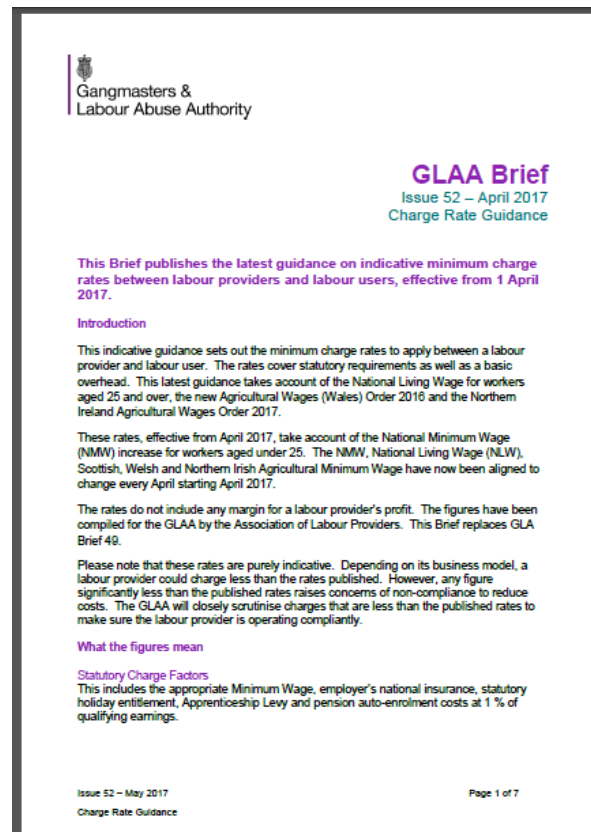 Gangmasters &
Labour Abuse Authority
GLAA Brief
Issue 52 – April 2017
Charge Rate Guidance
This Brief publishes the latest guidance on indicative minimum charge
rates between labour providers and labour users, effective from 1 April
2017.
Introduction
This indicative guidance sets out the minimum charge rates to apply between a labour
provider and labour user. The rates cover statutory requirements as well as a basic
overhead. This latest guidance takes account of the National Living Wage for workers
aged 25 and over, the new Agricultural Wages (Wales) Order 2016 and the Northern
Ireland Agricultural Wages Order 2017.
These rates, effective from April 2017, take account of the National Minimum Wage
(NMW) increase for workers aged under 25. The NMW, National Living Wage (NLW),
Scottish, Welsh and Northern Irish Agricultural Minimum Wage have now been aligned to
change every April starting April 2017.
The rates do not include any margin for a labour provider's profit. The figures have been
compiled for the GLAA by the Association of Labour Providers. This Brief replaces GLA
Brief 49.
Please note that these rates are purely indicative. Depending on its business model, a
labour provider could charge less than the rates published. However, any figure
significantly less than the published rates raises concerns of non-compliance to reduce
costs. The GLAA will closely scrutinise charges that are less than the published rates to
make sure the labour provider is operating compliantly.
What the figures mean
Statutory Charge Factors
This includes the appropriate Minimum Wage, employer's national insurance, statutory
holiday entitlement, Apprenticeship Levy and pension auto-enrolment costs at 1 % of
qualifying earnings.
Issue 52 – May 2017 Page 1 of 7
Charge Rate Guidance